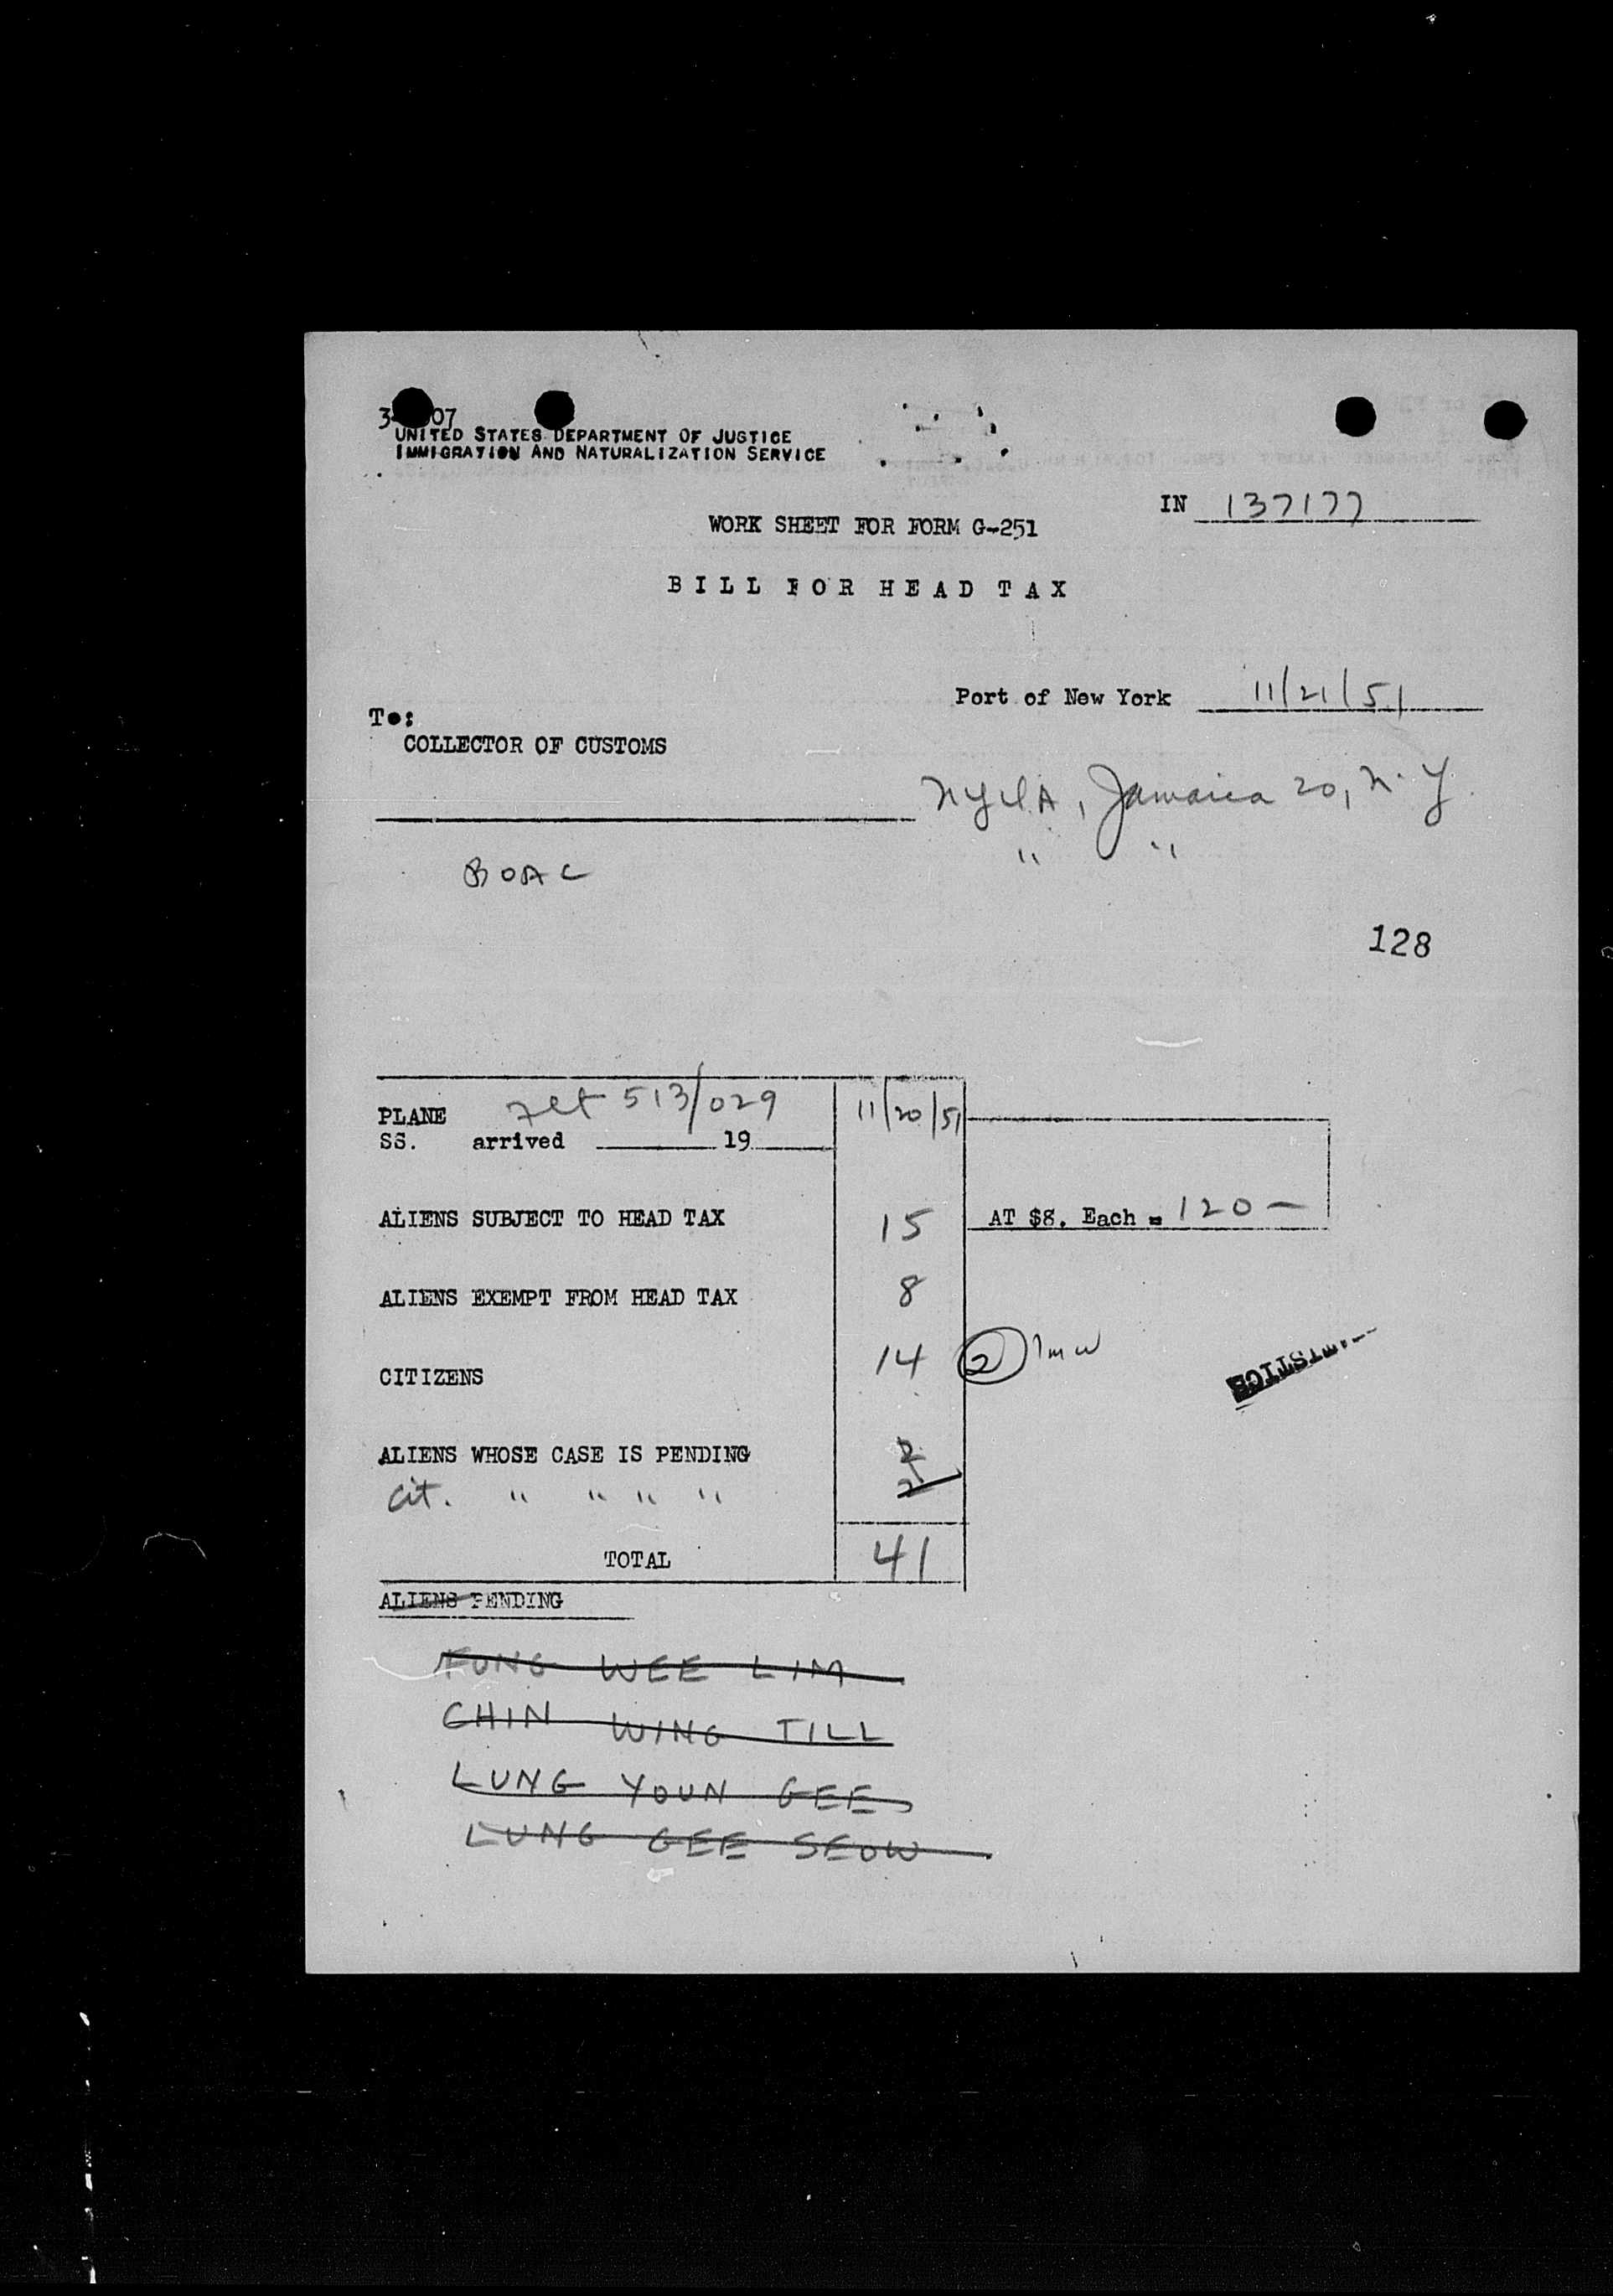 UNITED STATES DEPARTMENT OF JUSTICE
IMMIGRATION AND NATURALIZATION SERVICE
IN 137177
WORK SHEET FOR FORM G-251
BILL FOR HEAD TAX
Port of New York 11/21/51
To:
COLLECTOR OF CUSTOMS
NYIA, Jamaica 20, N.Y.
" "
BOAC
128
PLANE Flt 513/029 11/20/51
SS. arrived 19
ALIENS SUBJECT TO HEAD TAX 15 AT $8. Each = 120 —
ALIENS EXEMPT FROM HEAD TAX 8
CITIZENS 14 2
ALIENS WHOSE CASE IS PENDING 2
Cit. " " " " 2
TOTAL 41
ALIENS PENDING
FUNG WEE LIM
CHIN WING TILL
LUNG YOUN GEE
LUNG GEE SEOW